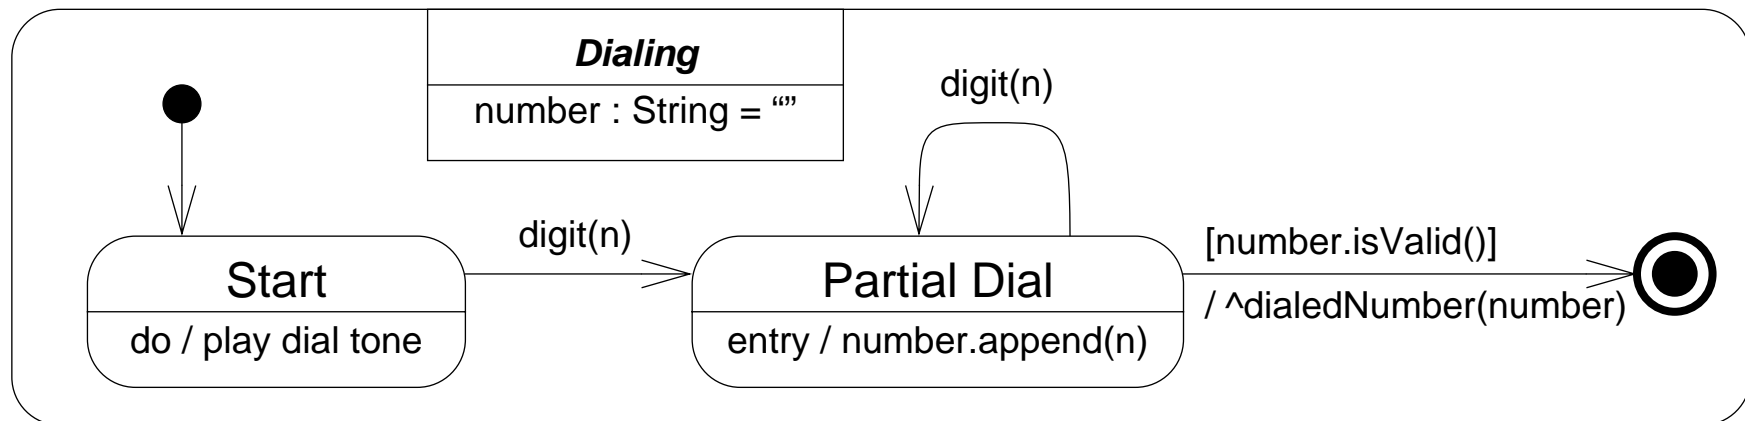 Dialing
number : String = “”
digit(n)
digit(n)
Start
do / play dial tone
Partial Dial
entry / number.append(n)
[number.isValid()]
/ ^dialedNumber(number)